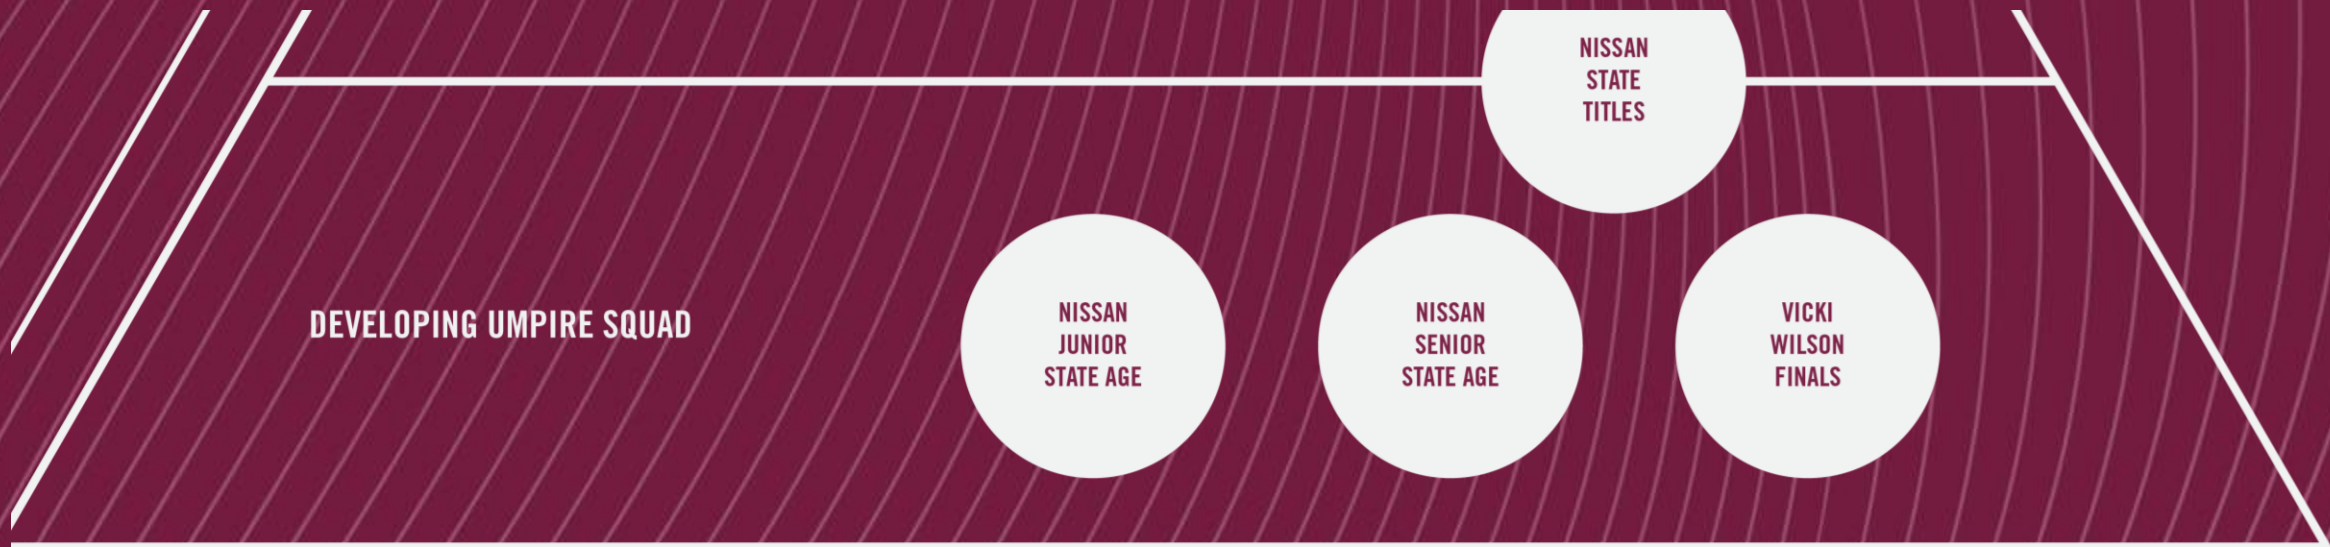 NISSAN
STATE
TITLES
DEVELOPING UMPIRE SQUAD
NISSAN
JUNIOR
STATE AGE
NISSAN
SENIOR
STATE AGE
VICKI
WILSON
FINALS